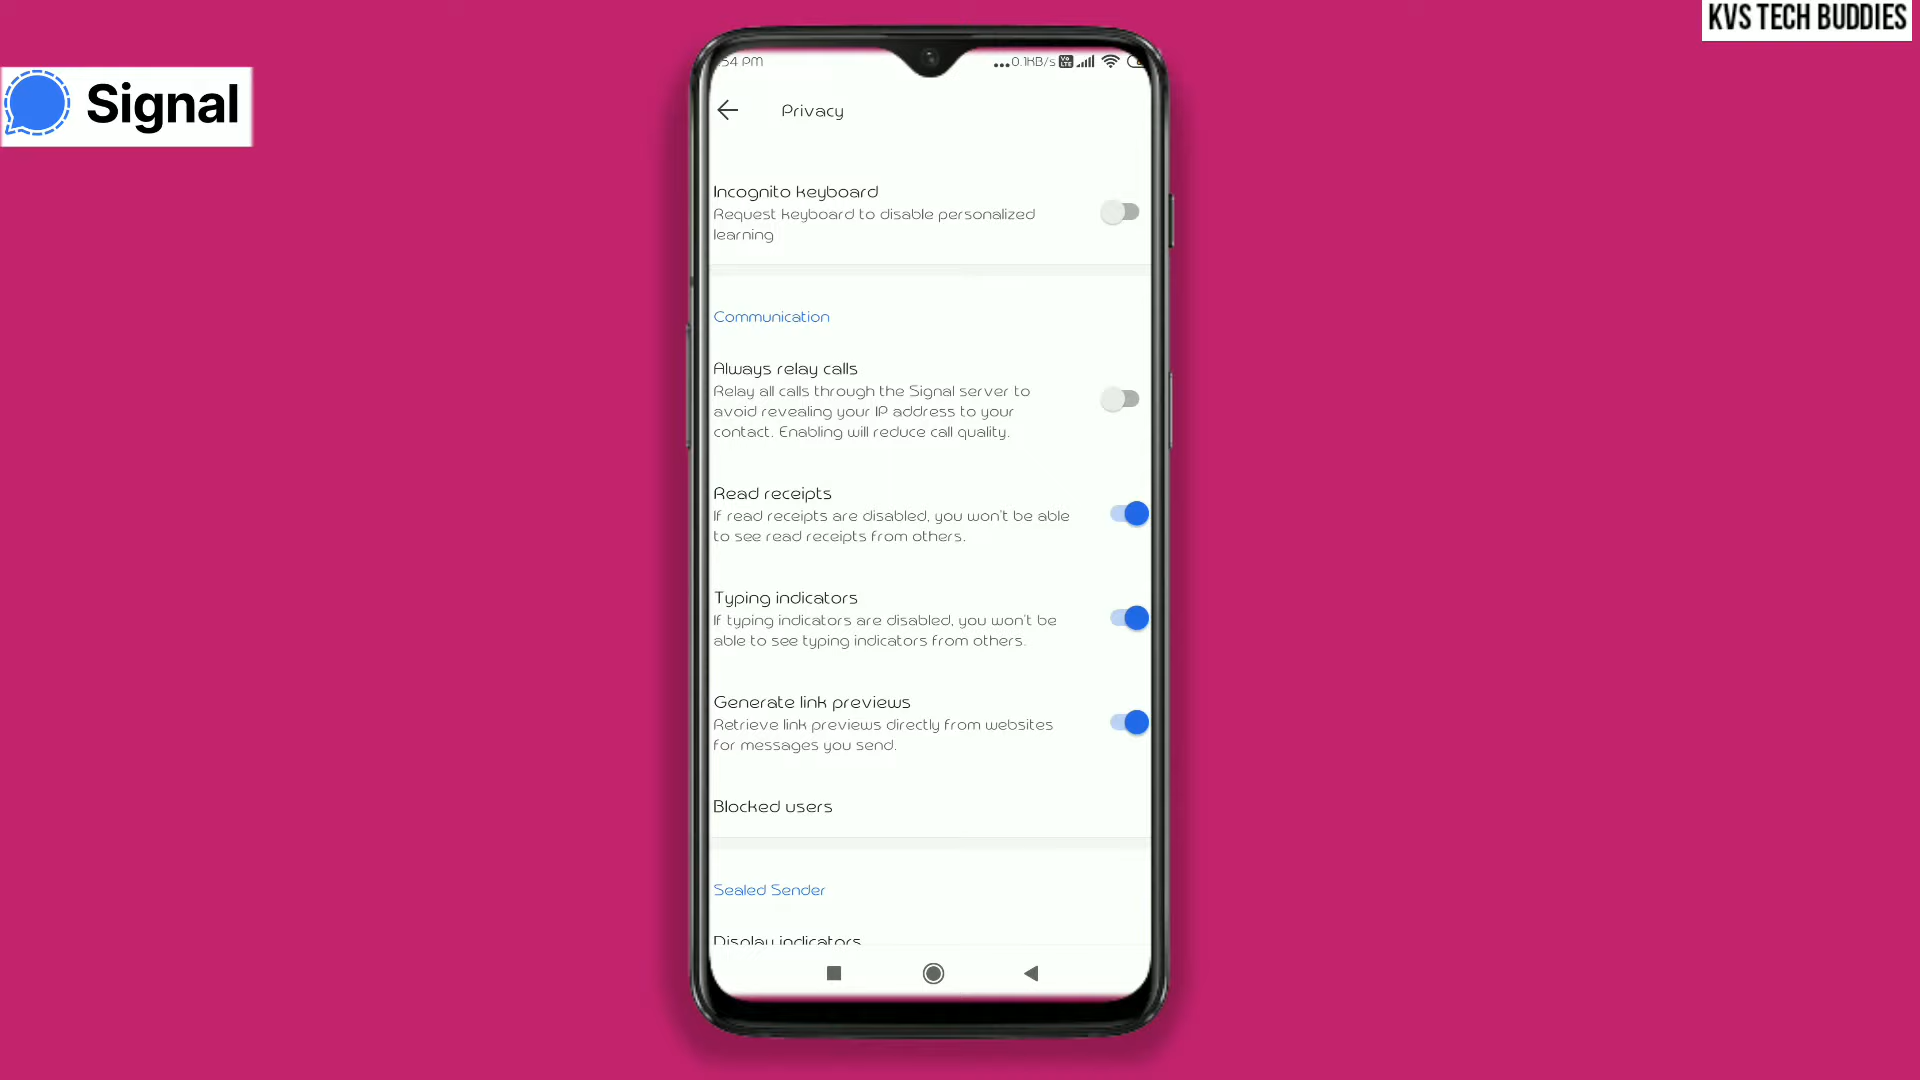 KVS TECH BUDDIES
Signal
:54 PM
...0.1KB/s
Privacy
Incognito keyboard
Request keyboard to disable personalized
learning
Communication
Always relay calls
Relay all calls through the Signal server to
avoid revealing your IP address to your
contact. Enabling will reduce call quality.
Read receipts
If read receipts are disabled, you won't be able
to see read receipts from others.
Typing indicators
If typing indicators are disabled, you won't be
able to see typing indicators from others.
Generate link previews
Retrieve link previews directly from websites
for messages you send.
Blocked users
Sealed Sender
Display indicators